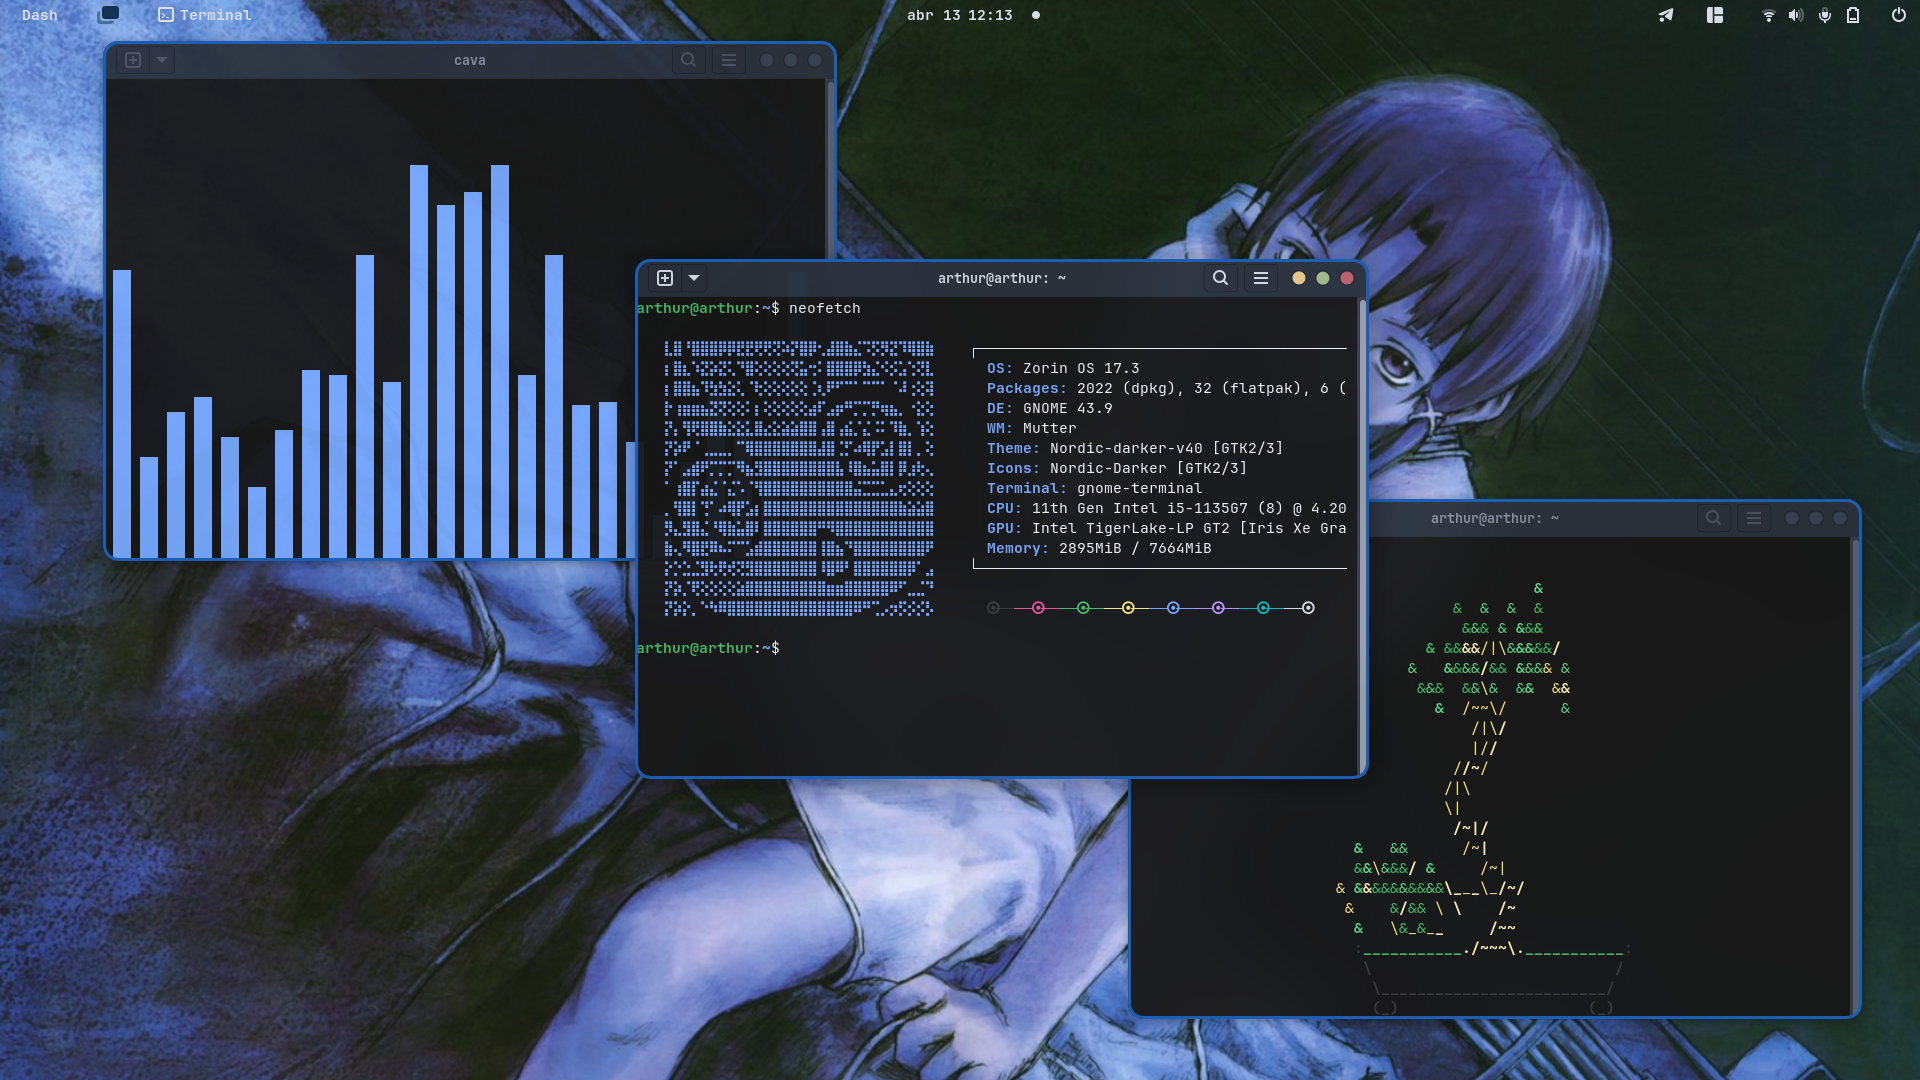 Dash
Terminal
abr 13 12:13
cava
arthur@arthur: ~
arthur@arthur:~$ neofetch
OS: Zorin OS 17.3
Packages: 2022 (dpkg), 32 (flatpak), 6 (
DE: GNOME 43.9
WM: Mutter
Theme: Nordic-darker-v40 [GTK2/3]
Icons: Nordic-Darker [GTK2/3]
Terminal: gnome-terminal
CPU: 11th Gen Intel i5-1135G7 (8) @ 4.20
GPU: Intel TigerLake-LP GT2 [Iris Xe Gra
Memory: 2895MiB / 7664MiB
arthur@arthur:~$
arthur@arthur: ~